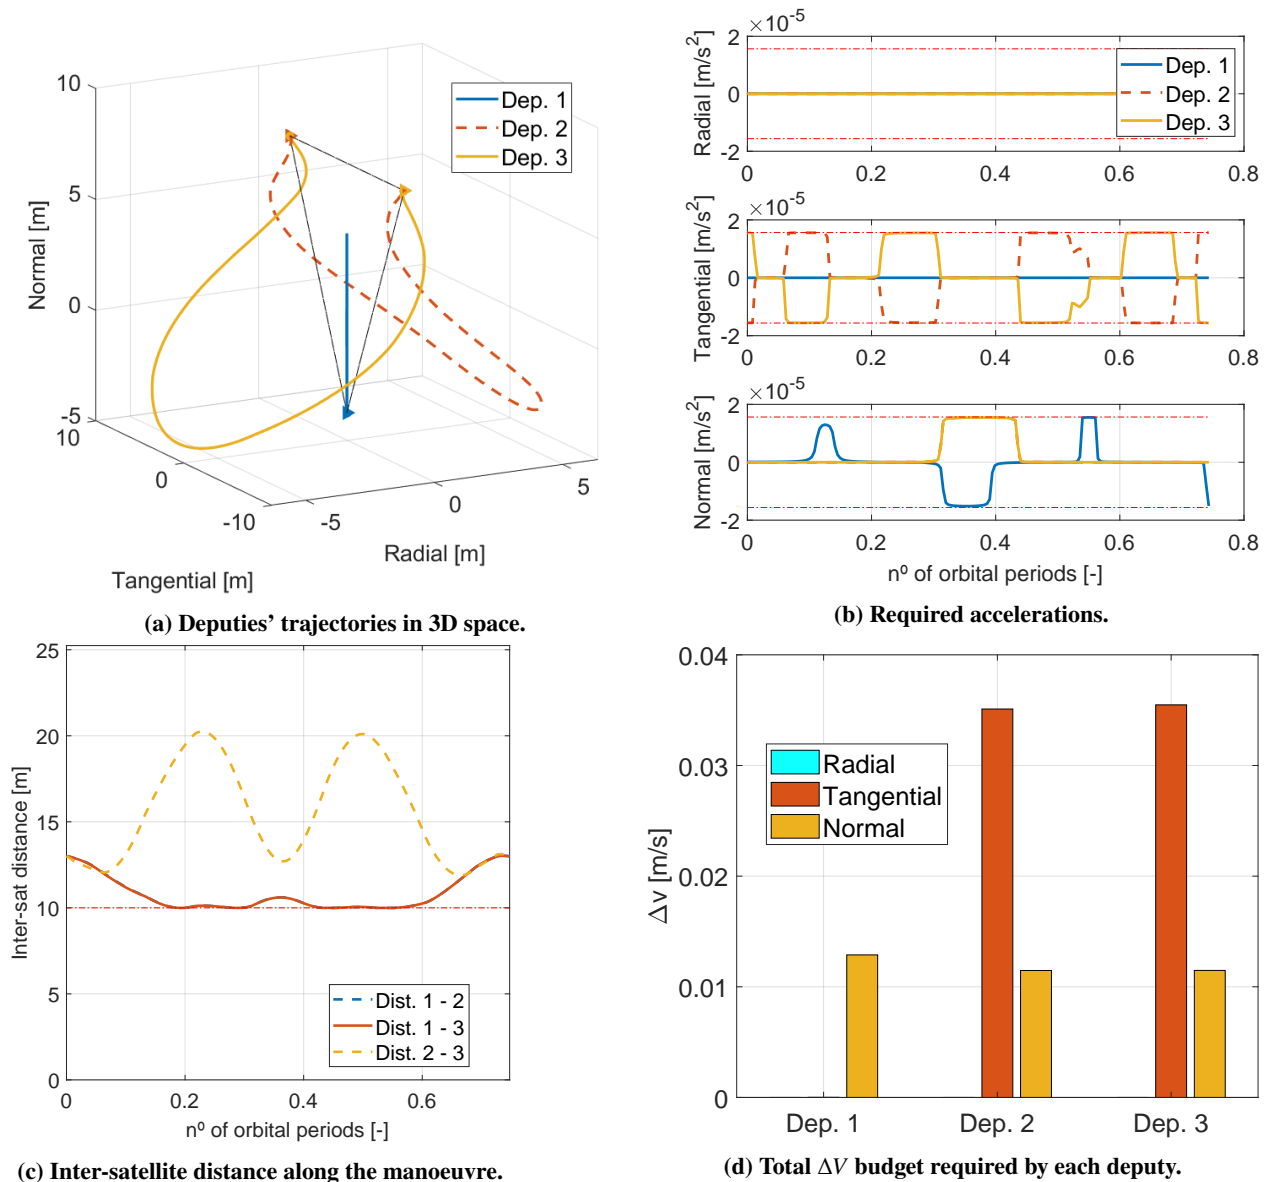 10
5
0
-5
10
0
-10
-5
0
5
Normal [m]
Tangential [m]
Radial [m]
Dep. 1
Dep. 2
Dep. 3
(a) Deputies’ trajectories in 3D space.
×10⁻⁵
2
0
-2
Radial [m/s²]
0 0.2 0.4 0.6 0.8
Dep. 1
Dep. 2
Dep. 3
×10⁻⁵
2
0
-2
Tangential [m/s²]
0 0.2 0.4 0.6 0.8
×10⁻⁵
2
0
-2
Normal [m/s²]
0 0.2 0.4 0.6 0.8
nº of orbital periods [-]
(b) Required accelerations.
25
20
15
10
5
0
Inter-sat distance [m]
Dist. 1 - 2
Dist. 1 - 3
Dist. 2 - 3
0 0.2 0.4 0.6
nº of orbital periods [-]
(c) Inter-satellite distance along the manoeuvre.
0.04
0.03
0.02
0.01
0
Δv [m/s]
Radial
Tangential
Normal
Dep. 1 Dep. 2 Dep. 3
(d) Total ΔV budget required by each deputy.